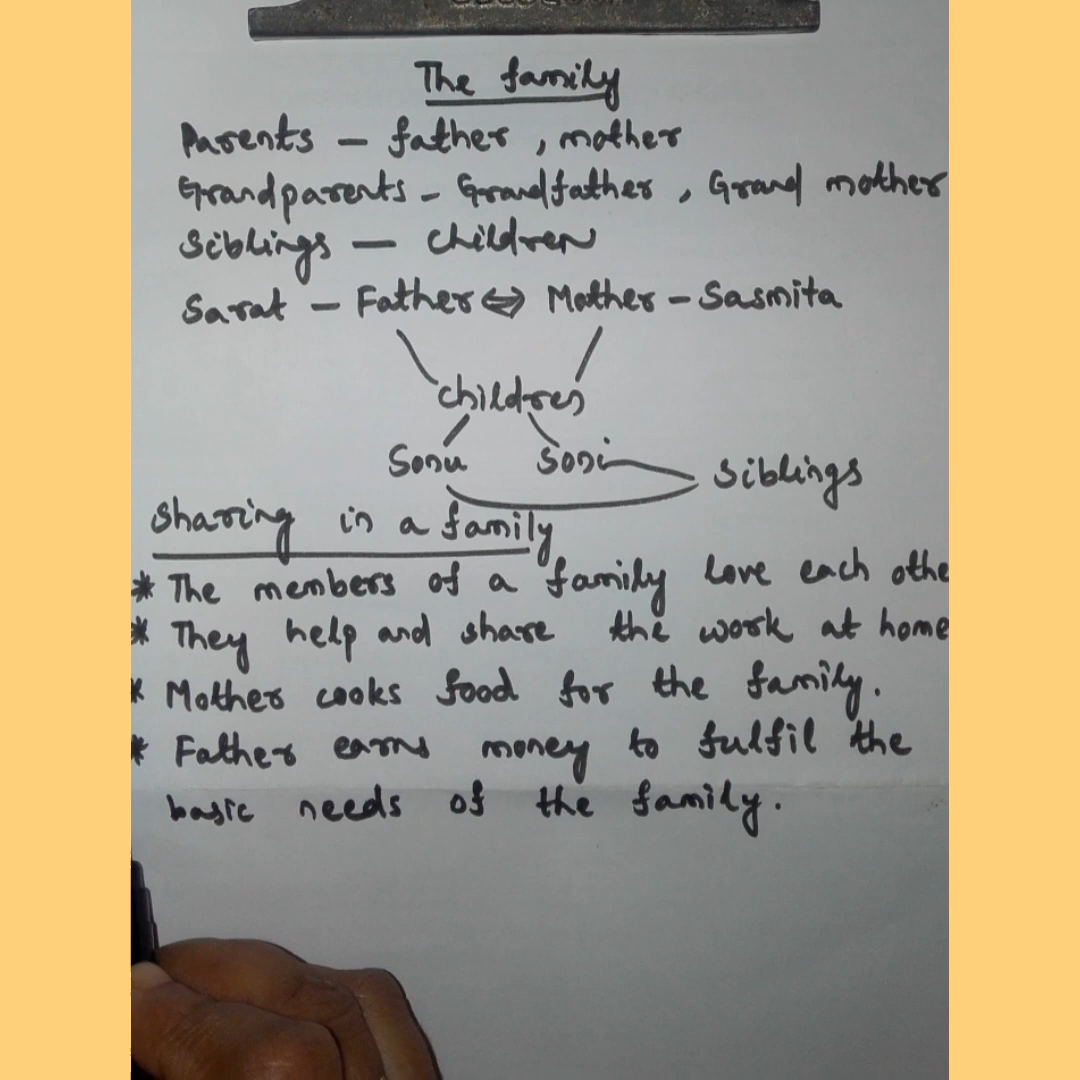 The family
Parents - father, mother
Grandparents - Grandfather, Grand mother
Siblings - children
Sarat - Father ⇔ Mother - Sasmita
children
Sonu Soni
Siblings
Sharing in a family
* The members of a family love each othe
* They help and share the work at home
* Mother cooks food for the family.
* Father earns money to fulfil the
basic needs of the family.